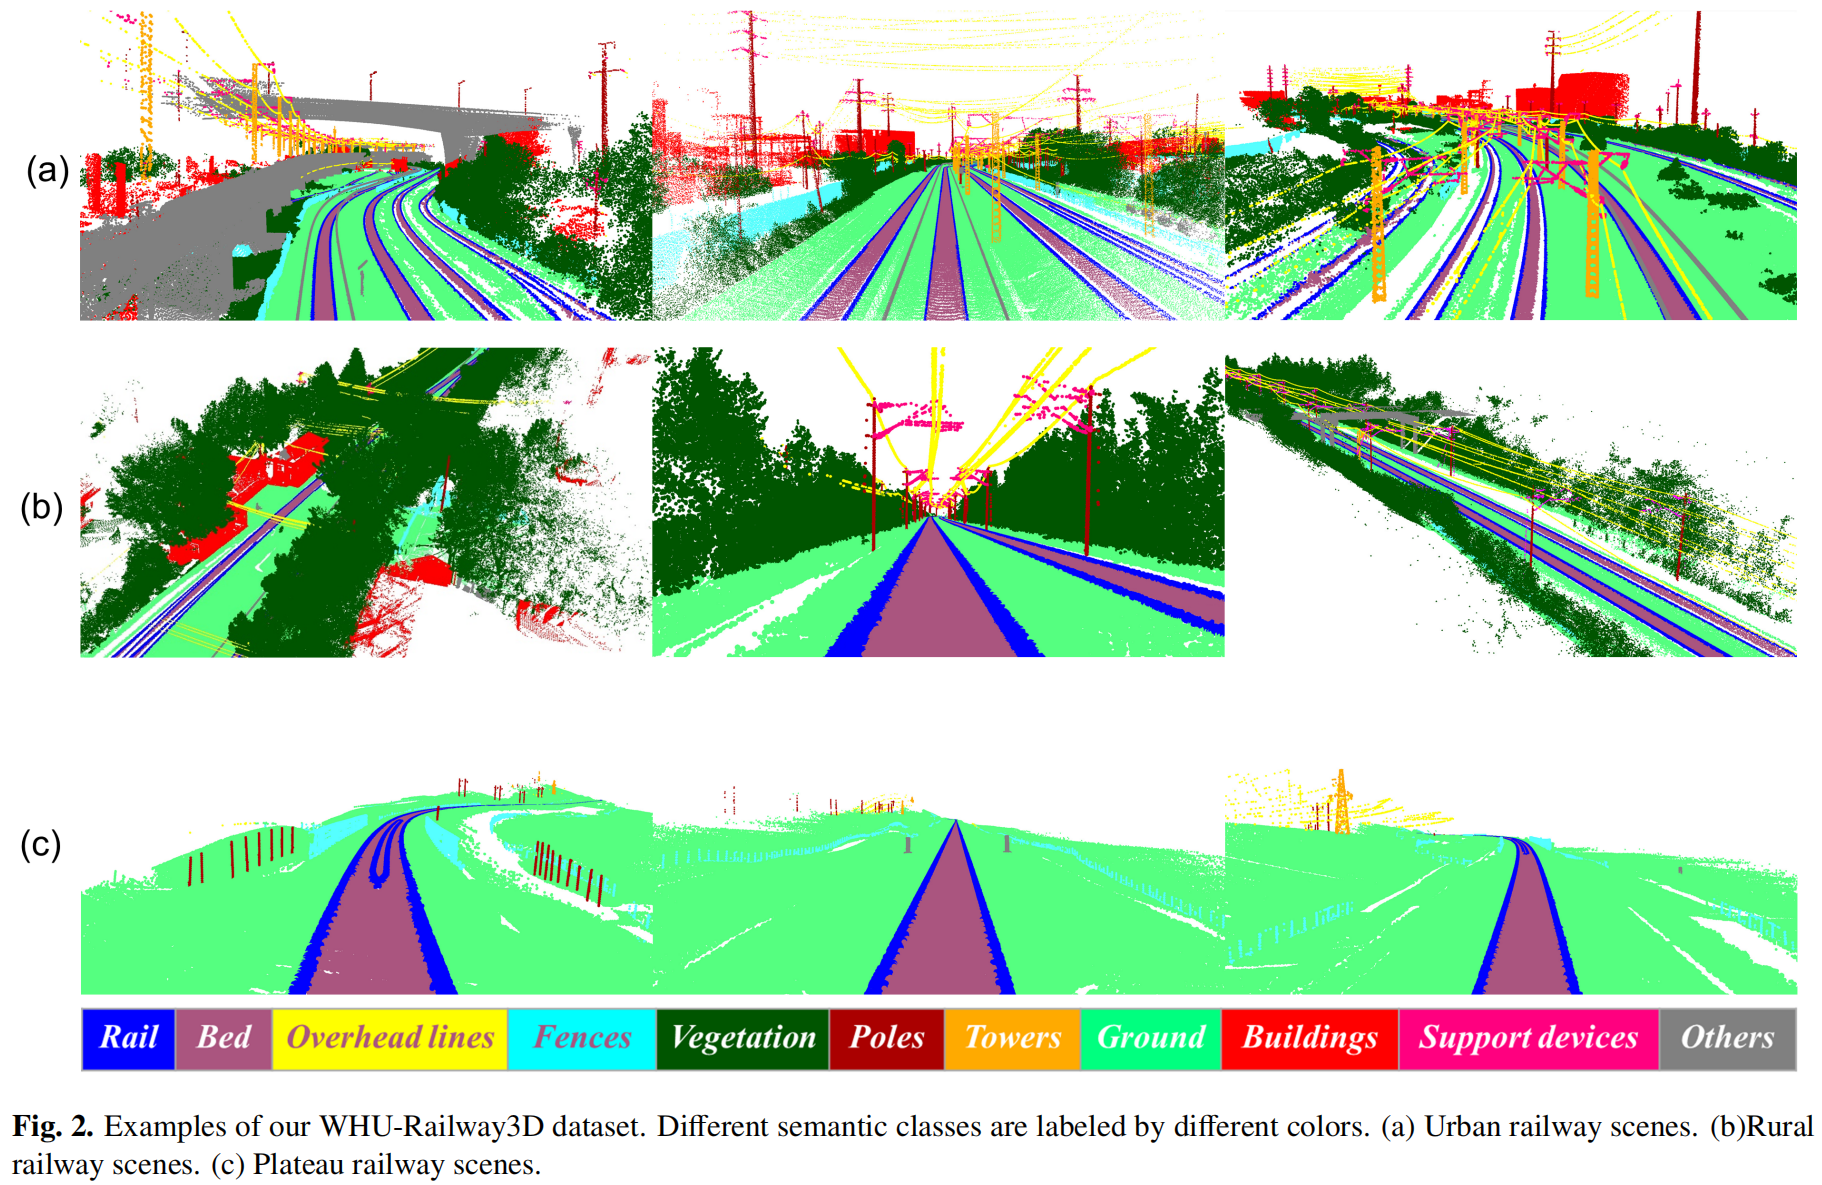 (a)
(b)
(c)
Rail Bed Overhead lines Fences Vegetation Poles Towers Ground Buildings Support devices Others
Fig. 2. Examples of our WHU-Railway3D dataset. Different semantic classes are labeled by different colors. (a) Urban railway scenes. (b)Rural
railway scenes. (c) Plateau railway scenes.